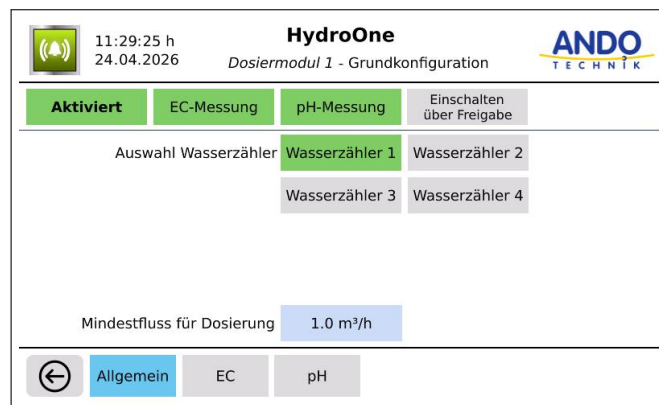 11:29:25 h
24.04.2026
HydroOne
Dosiermodul 1 - Grundkonfiguration
ANDO
TECHNIK
Aktiviert EC-Messung pH-Messung Einschalten über Freigabe
Auswahl Wasserzähler Wasserzähler 1 Wasserzähler 2
Wasserzähler 3 Wasserzähler 4
Mindestfluss für Dosierung 1.0 m³/h
Allgemein EC pH